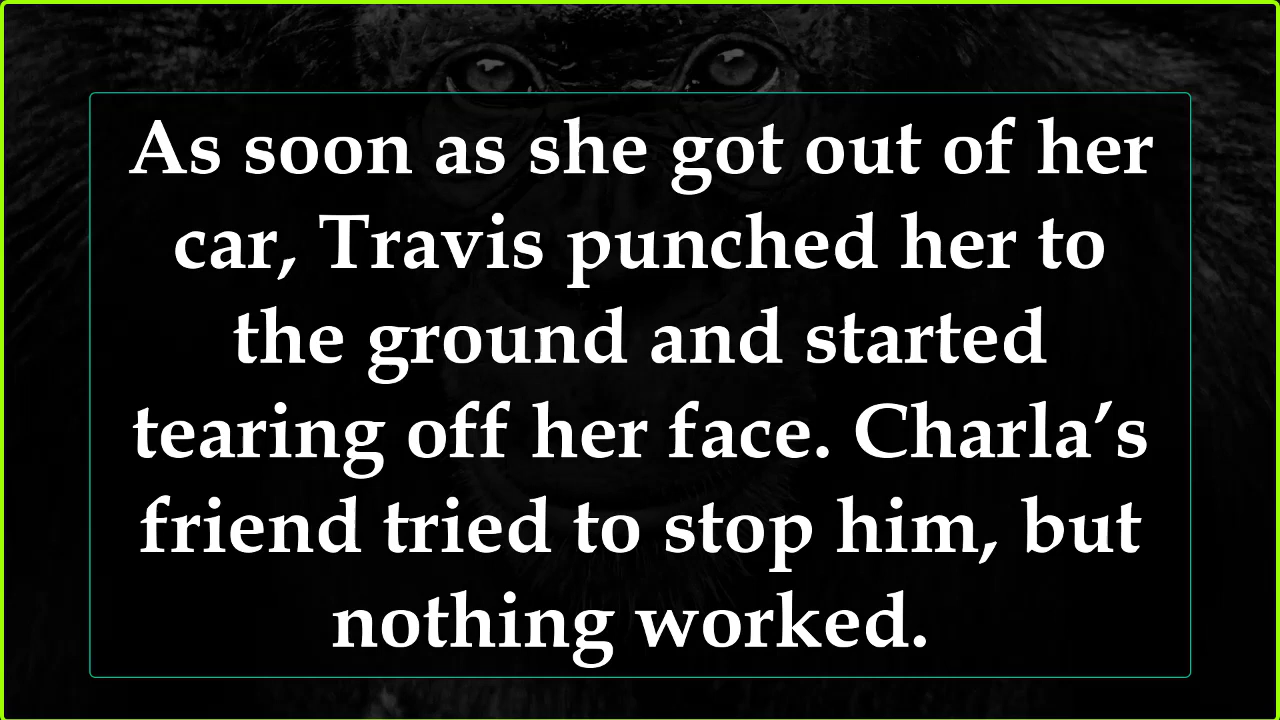 As soon as she got out of her
car, Travis punched her to
the ground and started
tearing off her face. Charla’s
friend tried to stop him, but
nothing worked.